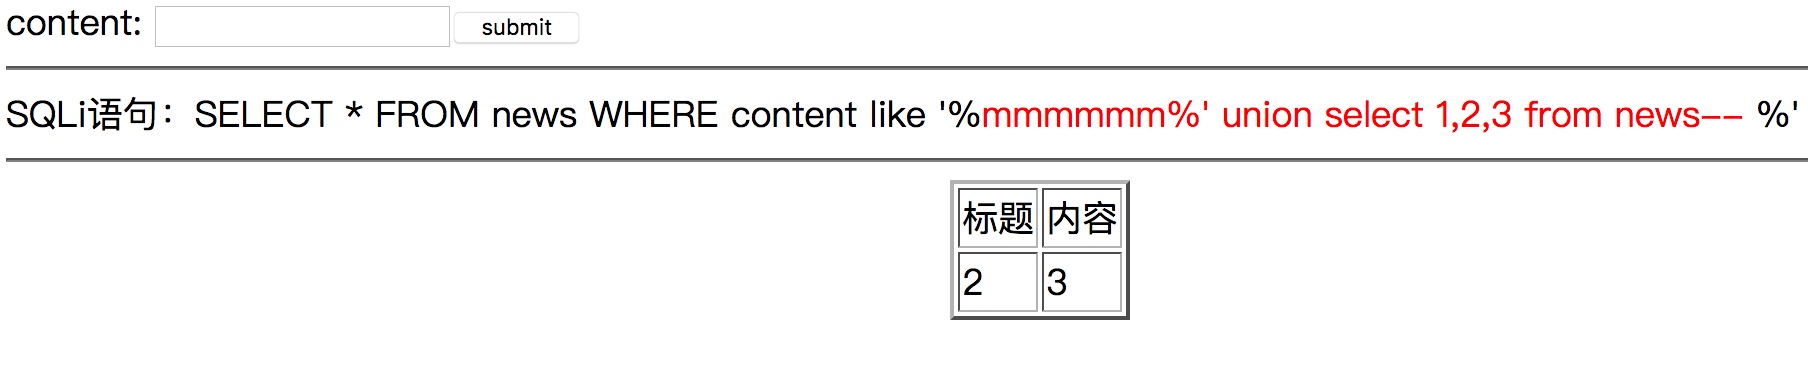 content: submit
SQLi语句：SELECT * FROM news WHERE content like '%mmmmmm%' union select 1,2,3 from news-- %'
标题 内容
2 3